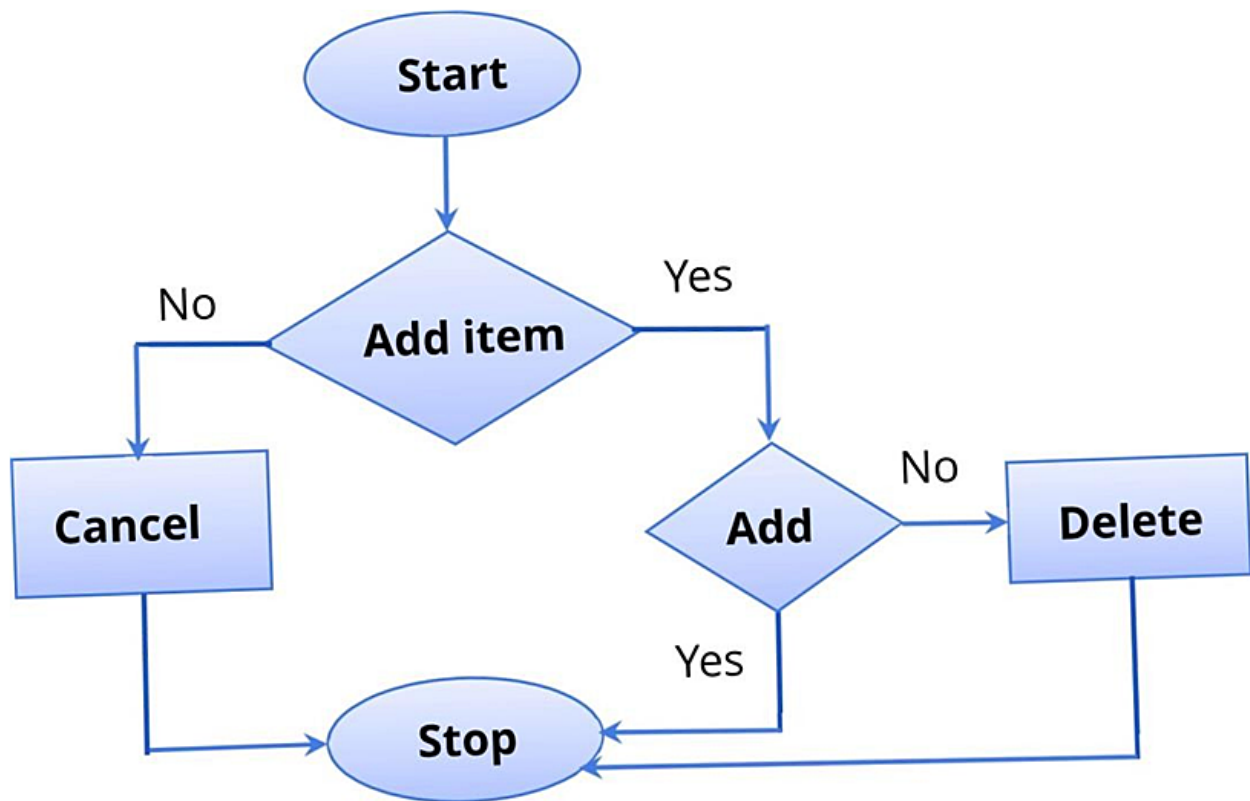 Start
No
Yes
Add item
Cancel
Add
No
Delete
Yes
Stop